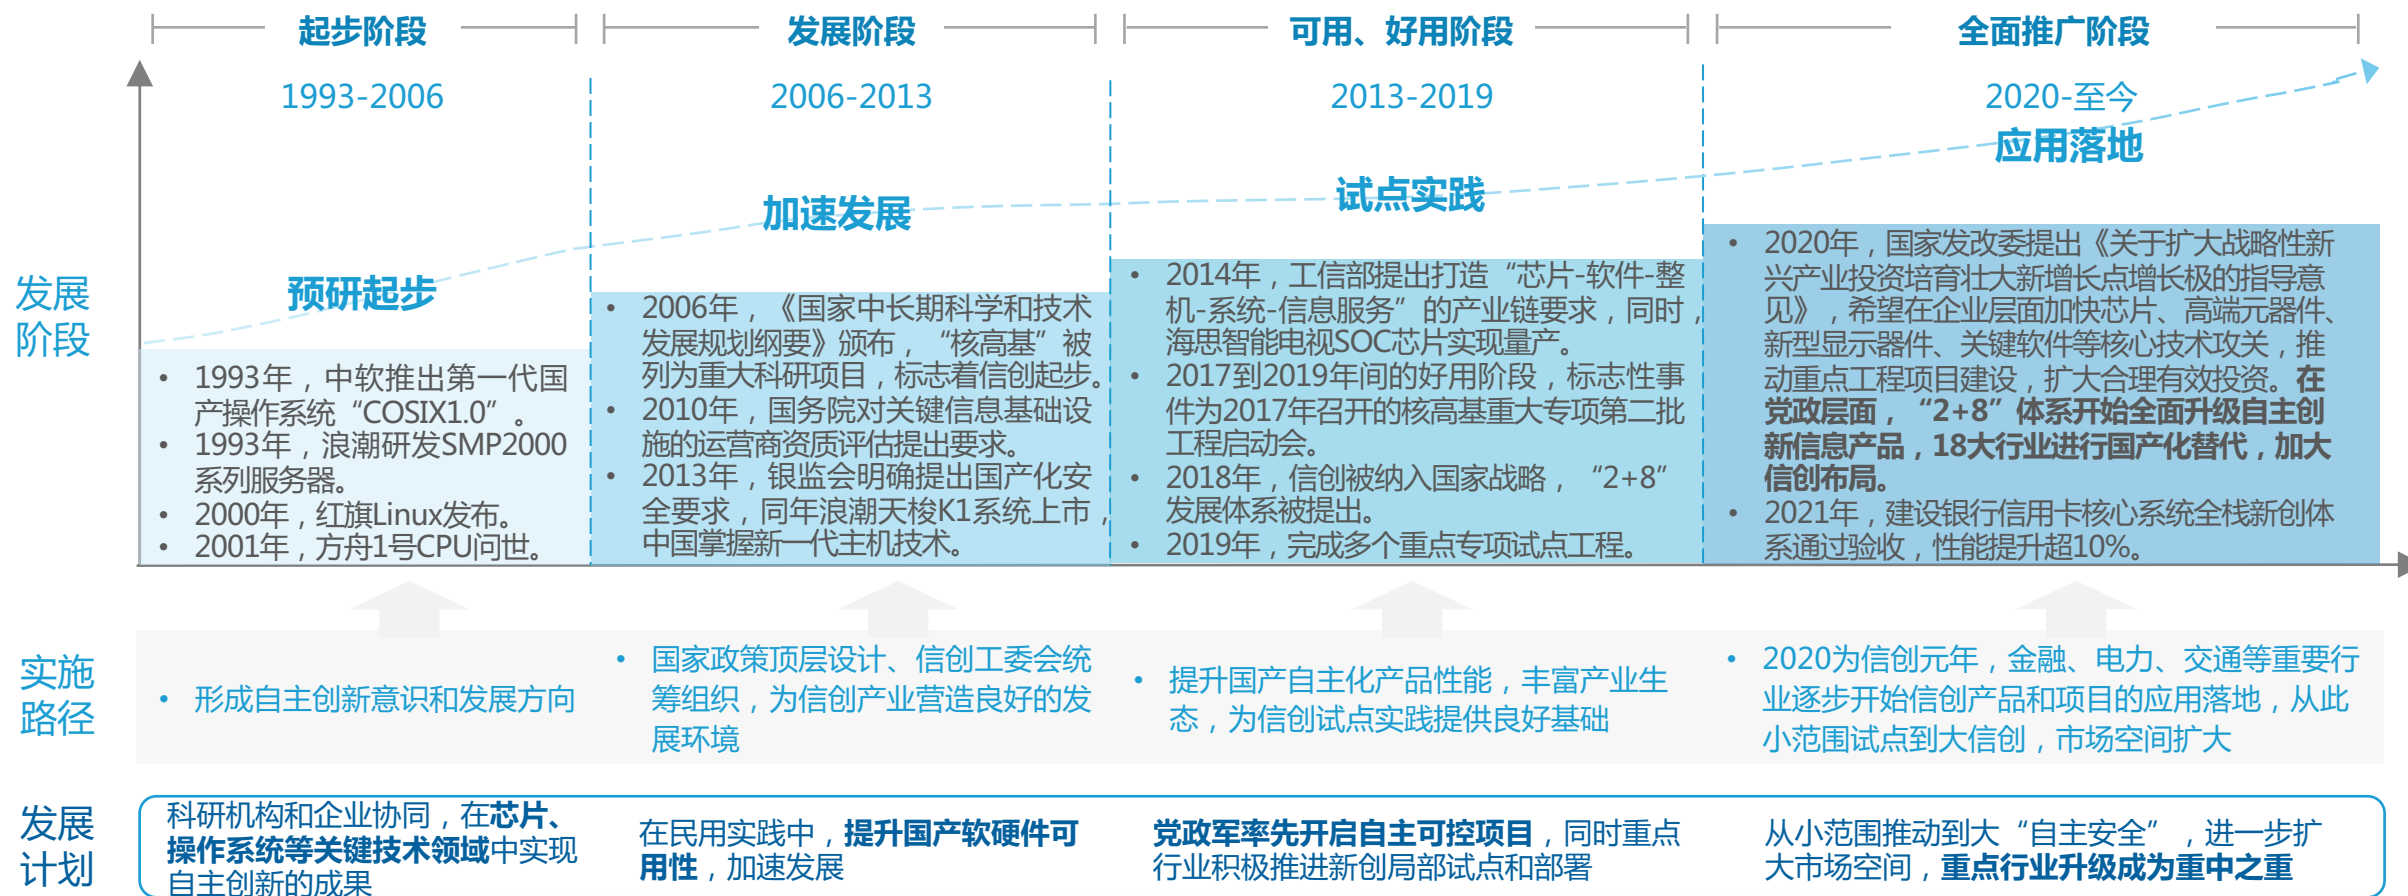 起步阶段
发展阶段
可用、好用阶段
全面推广阶段
1993-2006
2006-2013
2013-2019
2020-至今
预研起步
加速发展
试点实践
应用落地
发展
阶段
• 1993年，中软推出第一代国
产操作系统“COSIX1.0”。
• 1993年，浪潮研发SMP2000
系列服务器。
• 2000年，红旗Linux发布。
• 2001年，方舟1号CPU问世。
• 2006年，《国家中长期科学和技术
发展规划纲要》颁布，“核高基”被
列为重大科研项目，标志着信创起步。
• 2010年，国务院对关键信息基础设
施的运营商资质评估提出要求。
• 2013年，银监会明确提出国产化安
全要求，同年浪潮天梭K1系统上市，
中国掌握新一代主机技术。
• 2014年，工信部提出打造“芯片-软件-整
机-系统-信息服务”的产业链要求，同时，
海思智能电视SOC芯片实现量产。
• 2017到2019年间的好用阶段，标志性事
件为2017年召开的核高基重大专项第二批
工程启动会。
• 2018年，信创被纳入国家战略，“2+8”
发展体系被提出。
• 2019年，完成多个重点专项试点工程。
• 2020年，国家发改委提出《关于扩大战略性新
兴产业投资培育壮大新增长点增长极的指导意
见》，希望在企业层面加快芯片、高端元器件、
新型显示器件、关键软件等核心技术攻关，推
动重点工程项目建设，扩大合理有效投资。在
党政层面，“2+8”体系开始全面升级自主创
新信息产品，18大行业进行国产化替代，加大
信创布局。
• 2021年，建设银行信用卡核心系统全栈新创体
系通过验收，性能提升超10%。
实施
路径
• 形成自主创新意识和发展方向
• 国家政策顶层设计、信创工委会统
筹组织，为信创产业营造良好的发
展环境
• 提升国产自主化产品性能，丰富产业生
态，为信创试点实践提供良好基础
• 2020为信创元年，金融、电力、交通等重要行
业逐步开始信创产品和项目的应用落地，从此
小范围试点到大信创，市场空间扩大
发展
计划
科研机构和企业协同，在芯片、
操作系统等关键技术领域中实现
自主创新的成果
在民用实践中，提升国产软硬件可
用性，加速发展
党政军率先开启自主可控项目，同时重点
行业积极推进新创局部试点和部署
从小范围推动到大“自主安全”，进一步扩
大市场空间，重点行业升级成为重中之重